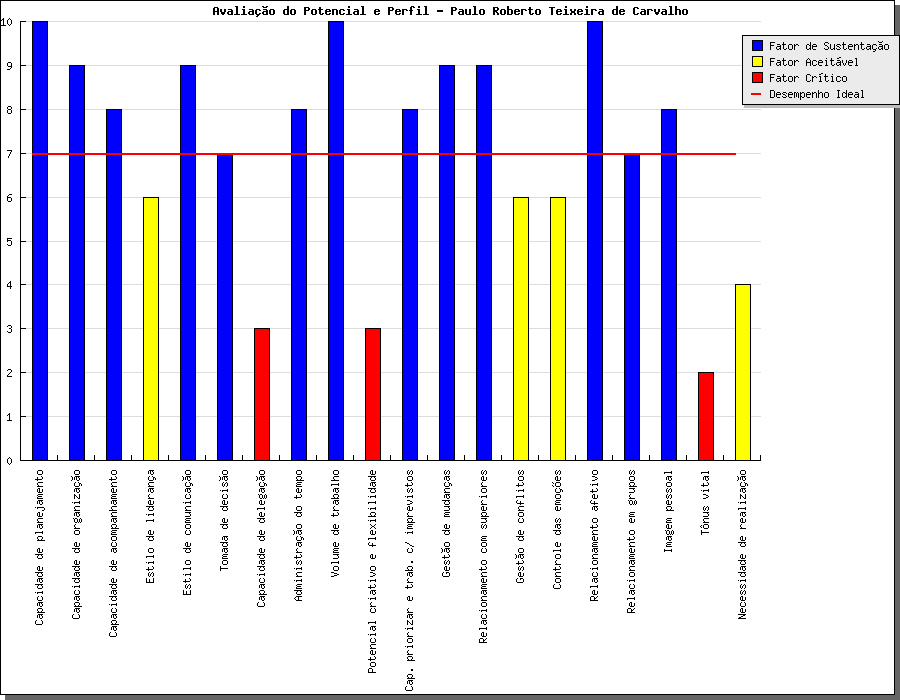 Avaliação do Potencial e Perfil - Paulo Roberto Teixeira de Carvalho
Fator de Sustentação
Fator Aceitável
Fator Crítico
Desempenho Ideal
10
9
8
7
6
5
4
3
2
1
0
Capacidade de planejamento
Capacidade de organização
Capacidade de acompanhamento
Estilo de liderança
Estilo de comunicação
Tomada de decisão
Capacidade de delegação
Administração do tempo
Volume de trabalho
Potencial criativo e flexibilidade
Cap. priorizar e trab. c/ imprevistos
Gestão de mudanças
Relacionamento com superiores
Gestão de conflitos
Controle das emoções
Relacionamento afetivo
Relacionamento em grupos
Imagem pessoal
Tônus vital
Necessidade de realização